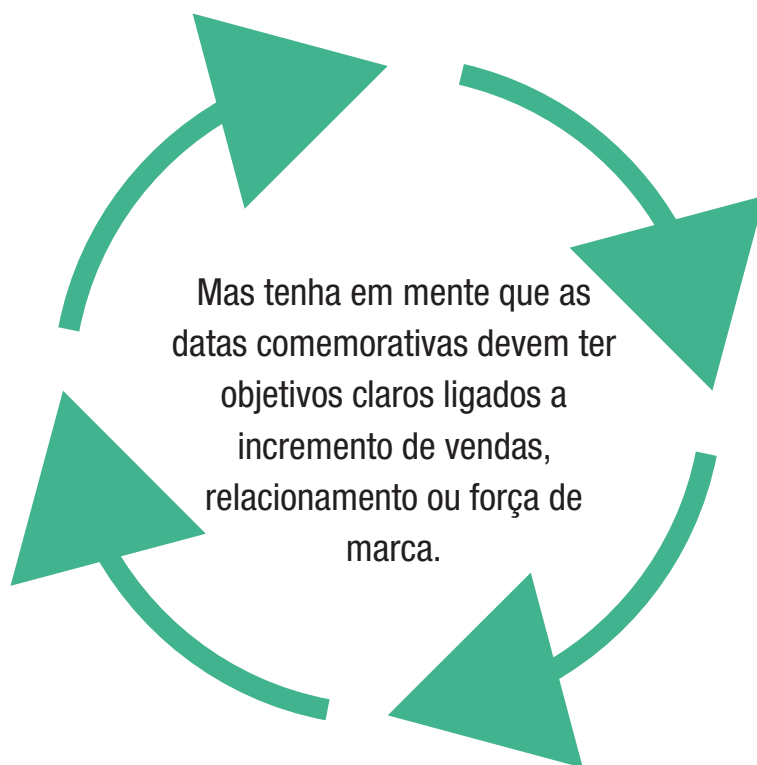 Mas tenha em mente que as
datas comemorativas devem ter
objetivos claros ligados a
incremento de vendas,
relacionamento ou força de
marca.